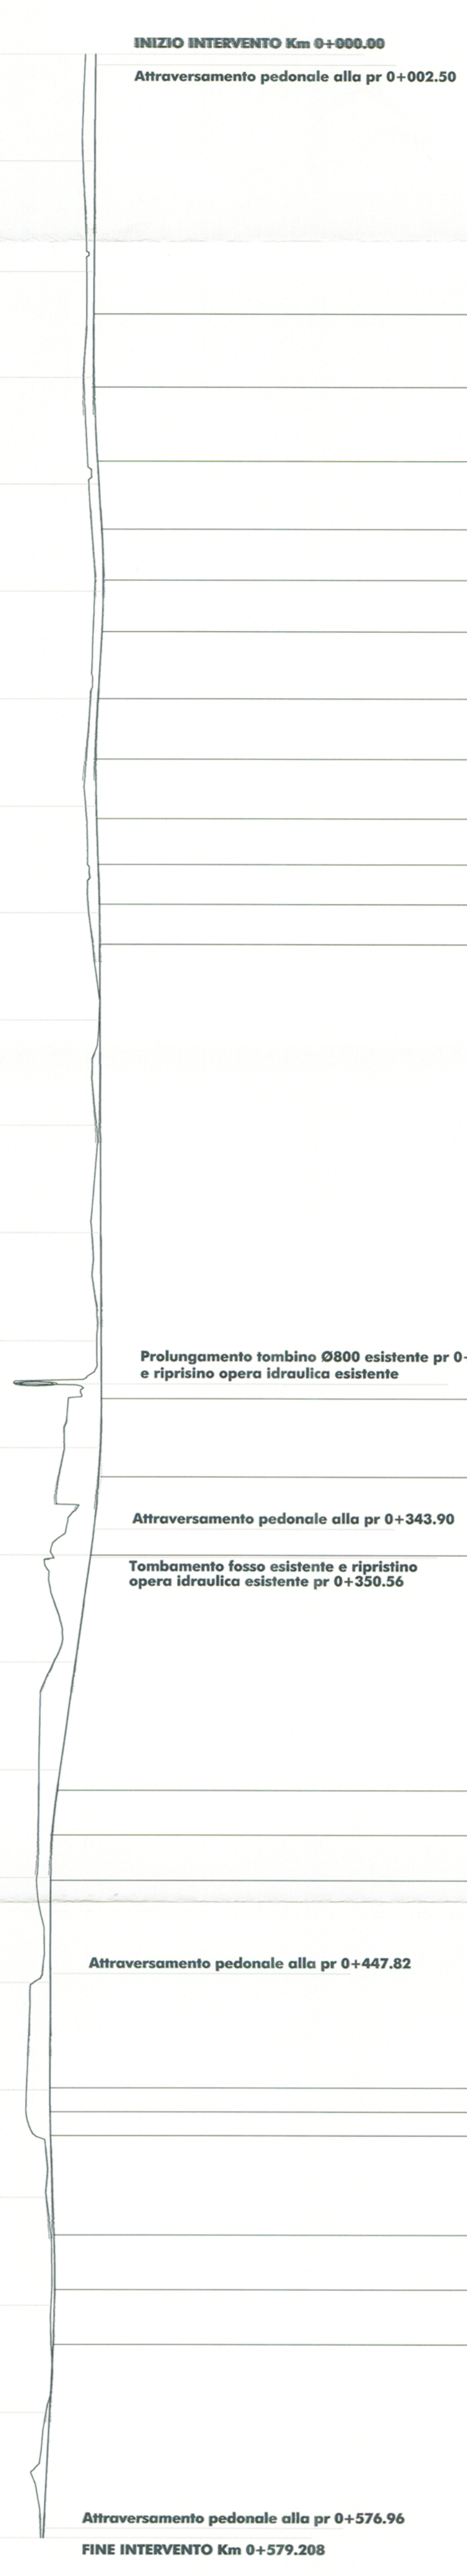 INIZIO INTERVENTO Km 0+000.00
Attraversamento pedonale alla pr 0+002.50
Prolungamento tombino Ø800 esistente pr 0+
e riprisino opera idraulica esistente
Attraversamento pedonale alla pr 0+343.90
Tombamento fosso esistente e ripristino
opera idraulica esistente pr 0+350.56
Attraversamento pedonale alla pr 0+447.82
Attraversamento pedonale alla pr 0+576.96
FINE INTERVENTO Km 0+579.208